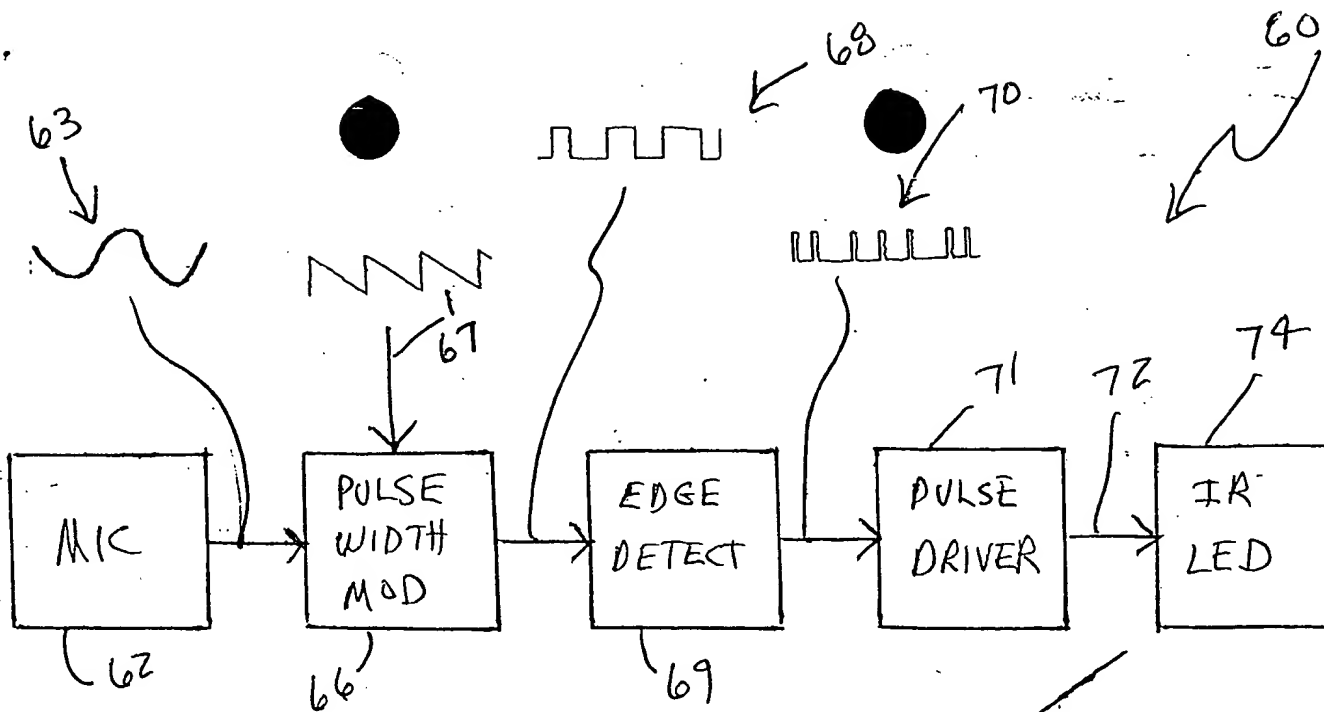 68
60
63
70
67
71
72
74
MIC
PULSE
WIDTH
MOD
EDGE
DETECT
PULSE
DRIVER
IR
LED
62
66
69